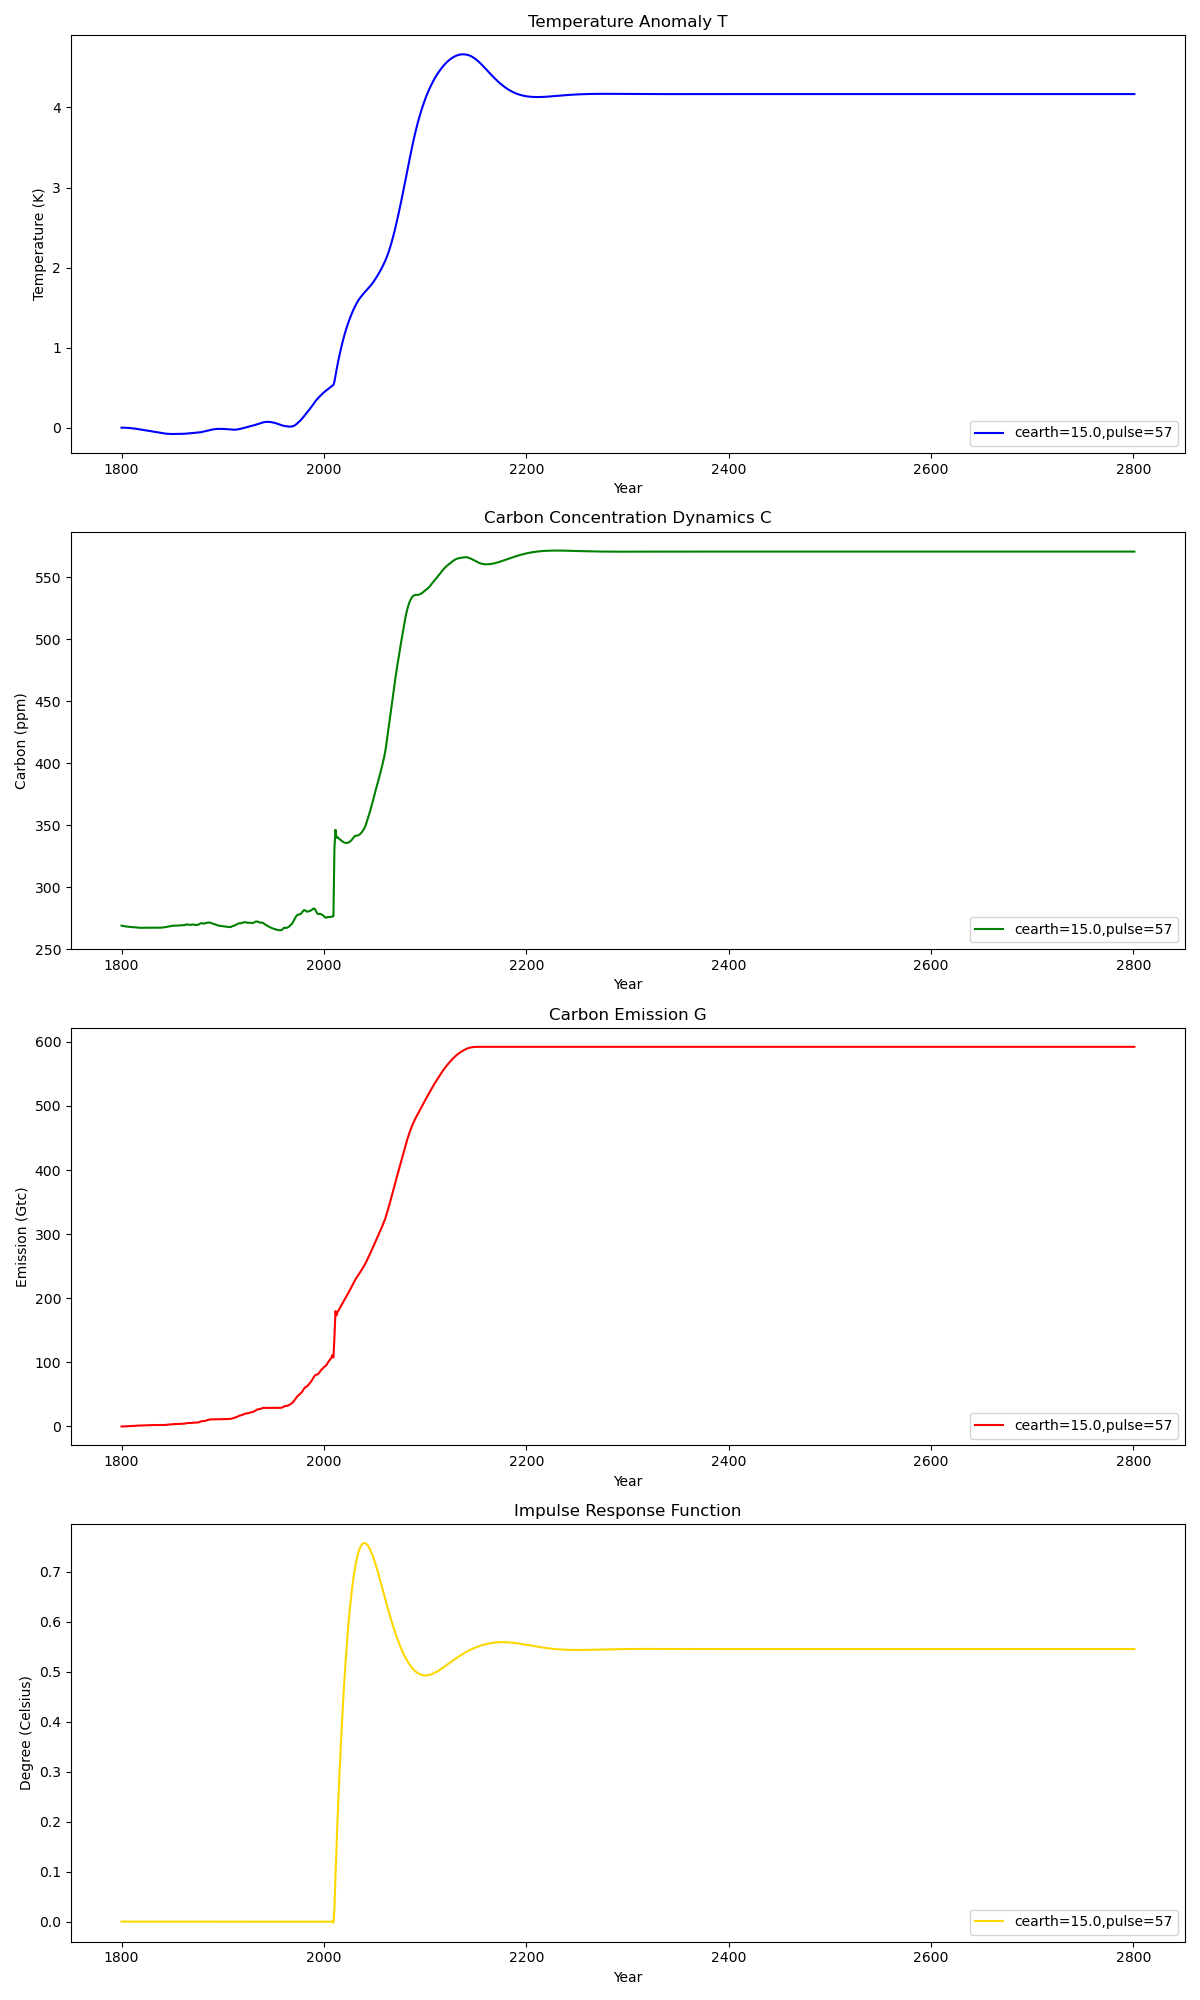 Temperature Anomaly T
4
3
2
1
0
Temperature (K)
cearth=15.0,pulse=57
1800 2000 2200 2400 2600 2800
Year
Carbon Concentration Dynamics C
550
500
450
400
350
300
250
Carbon (ppm)
cearth=15.0,pulse=57
1800 2000 2200 2400 2600 2800
Year
Carbon Emission G
600
500
400
300
200
100
0
Emission (Gtc)
cearth=15.0,pulse=57
1800 2000 2200 2400 2600 2800
Year
Impulse Response Function
0.7
0.6
0.5
0.4
0.3
0.2
0.1
0.0
Degree (Celsius)
cearth=15.0,pulse=57
1800 2000 2200 2400 2600 2800
Year